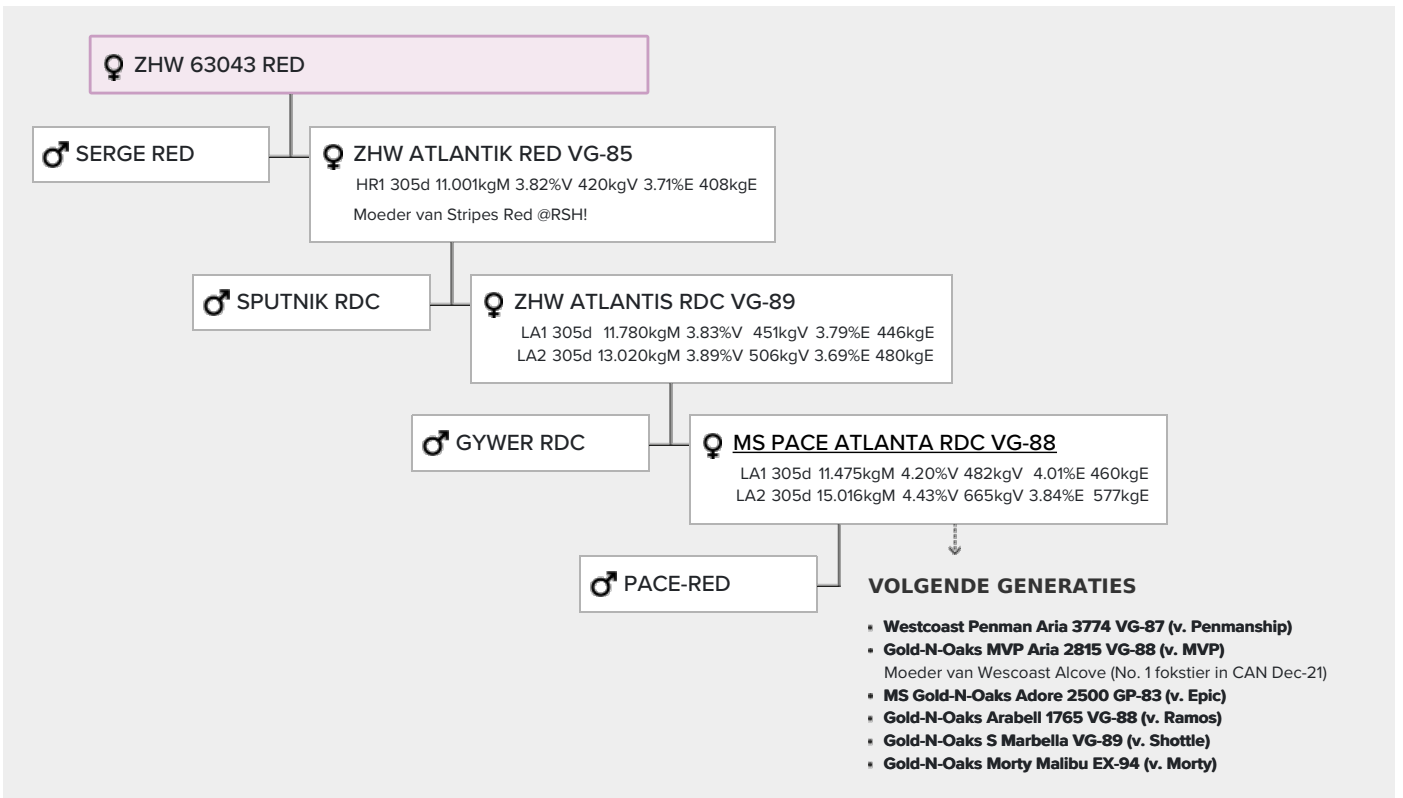 ZHW 63043 RED
SERGE RED
ZHW ATLANTIK RED VG-85
HR1 305d 11.001kgM 3.82%V 420kgV 3.71%E 408kgE
Moeder van Stripes Red @RSH!
SPUTNIK RDC
ZHW ATLANTIS RDC VG-89
LA1 305d 11.780kgM 3.83%V 451kgV 3.79%E 446kgE
LA2 305d 13.020kgM 3.89%V 506kgV 3.69%E 480kgE
GYWER RDC
MS PACE ATLANTA RDC VG-88
LA1 305d 11.475kgM 4.20%V 482kgV 4.01%E 460kgE
LA2 305d 15.016kgM 4.43%V 665kgV 3.84%E 577kgE
PACE-RED
VOLGENDE GENERATIES
Westcoast Penman Aria 3774 VG-87 (v. Penmanship)
Gold-N-Oaks MVP Aria 2815 VG-88 (v. MVP)
Moeder van Wescoast Alcove (No. 1 fokstier in CAN Dec-21)
MS Gold-N-Oaks Adore 2500 GP-83 (v. Epic)
Gold-N-Oaks Arabell 1765 VG-88 (v. Ramos)
Gold-N-Oaks S Marbella VG-89 (v. Shottle)
Gold-N-Oaks Morty Malibu EX-94 (v. Morty)